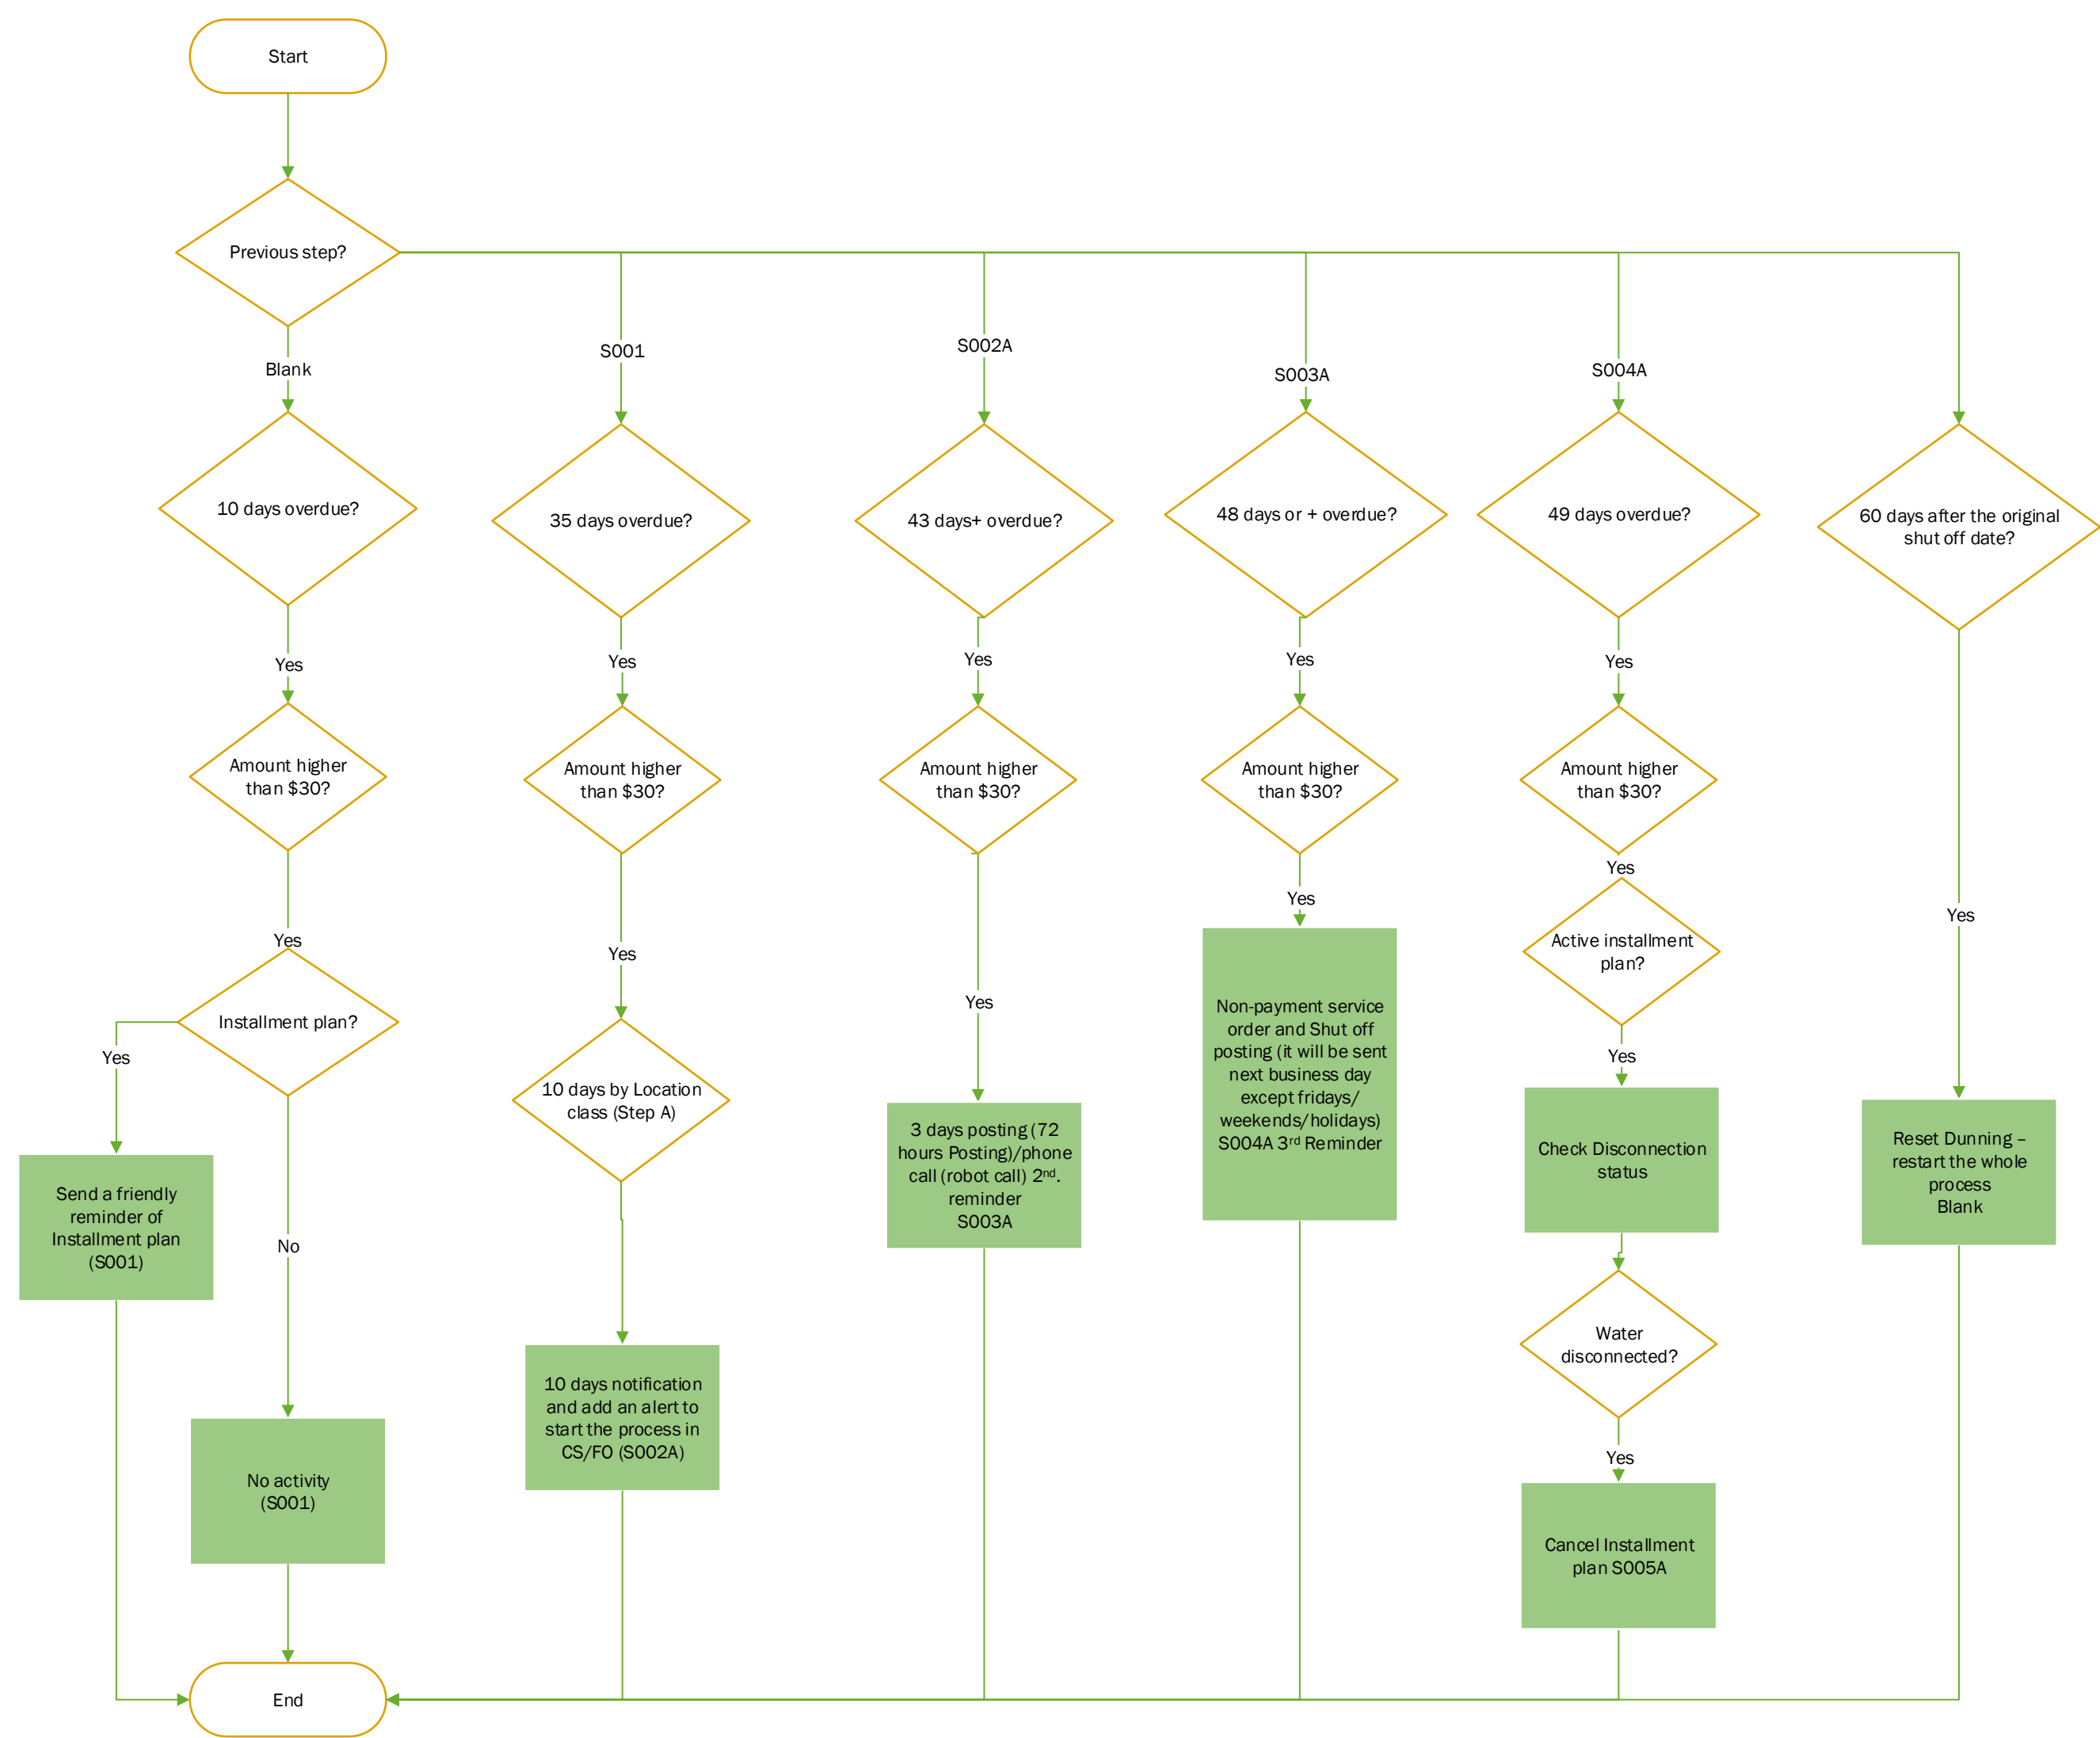 Start
Previous step?
Blank
S001
S002A
S003A
S004A
10 days overdue?
35 days overdue?
43 days+ overdue?
48 days or + overdue?
49 days overdue?
60 days after the original
shut off date?
Yes
Yes
Yes
Yes
Yes
Amount higher
than $30?
Amount higher
than $30?
Amount higher
than $30?
Amount higher
than $30?
Amount higher
than $30?
Yes
Yes
Yes
Yes
Yes
Yes
Installment plan?
Yes
No
Send a friendly
reminder of
Installment plan
(S001)
No activity
(S001)
10 days by Location
class (Step A)
10 days notification
and add an alert to
start the process in
CS/FO (S002A)
3 days posting (72
hours Posting)/phone
call (robot call) 2nd.
reminder
S003A
Non-payment service
order and Shut off
posting (it will be sent
next business day
except fridays/
weekends/holidays)
S004A 3rd Reminder
Active installment
plan?
Yes
Check Disconnection
status
Water
disconnected?
Yes
Cancel Installment
plan S005A
Reset Dunning –
restart the whole
process
Blank
End